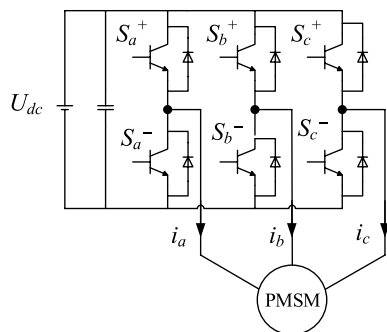 S_a^+ S_b^+ S_c^+
U_dc
S_a^- S_b^- S_c^-
i_a i_b i_c
PMSM